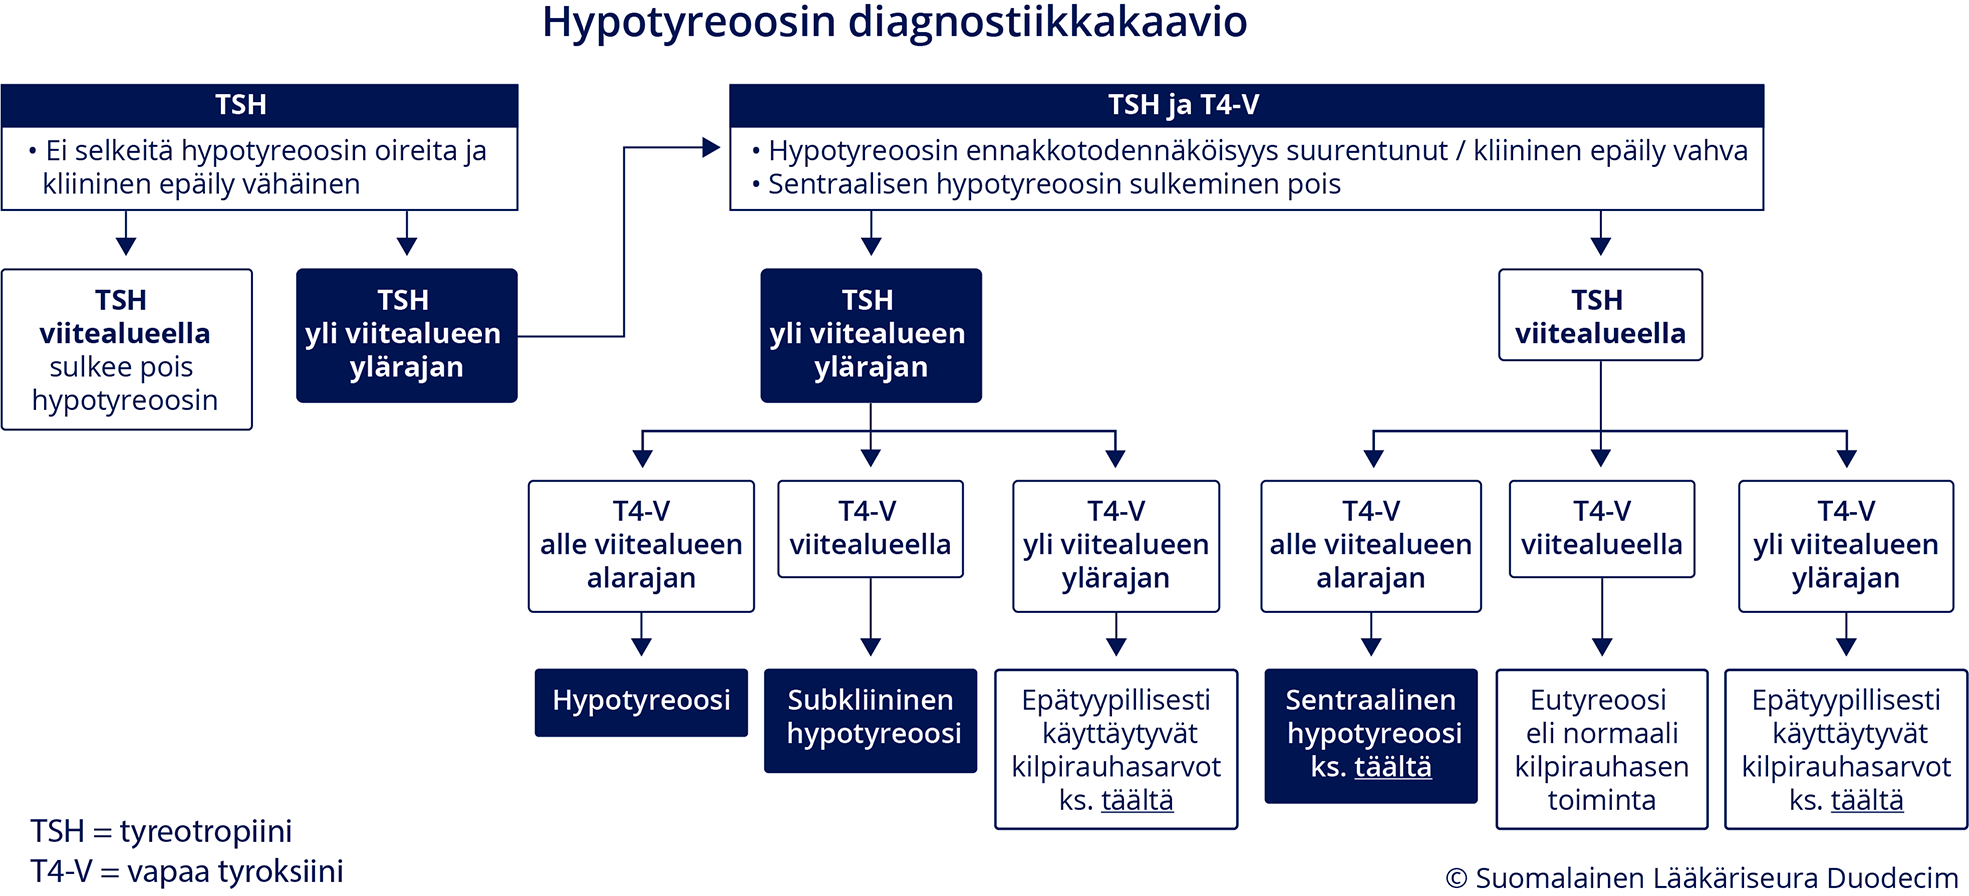 Hypotyreoosin diagnostiikkakaavio
TSH
• Ei selkeitä hypotyreoosin oireita ja
kliininen epäily vähäinen
TSH
viitealueella
sulkee pois
hypotyreoosin
TSH
yli viitealueen
ylärajan
TSH ja T4-V
• Hypotyreoosin ennakkotodennäköisyys suurentunut / kliininen epäily vahva
• Sentraalisen hypotyreoosin sulkeminen pois
TSH
yli viitealueen
ylärajan
TSH
viitealueella
T4-V
alle viitealueen
alarajan
T4-V
viitealueella
T4-V
yli viitealueen
ylärajan
T4-V
alle viitealueen
alarajan
T4-V
viitealueella
T4-V
yli viitealueen
ylärajan
Hypotyreoosi
Subkliininen
hypotyreoosi
Epätyypillisesti
käyttäytyvät
kilpirauhasarvot
ks. täältä
Sentraalinen
hypotyreoosi
ks. täältä
Eutyreoosi
eli normaali
kilpirauhasen
toiminta
Epätyypillisesti
käyttäytyvät
kilpirauhasarvot
ks. täältä
TSH = tyreotropiini
T4-V = vapaa tyroksiini
© Suomalainen Lääkäriseura Duodecim